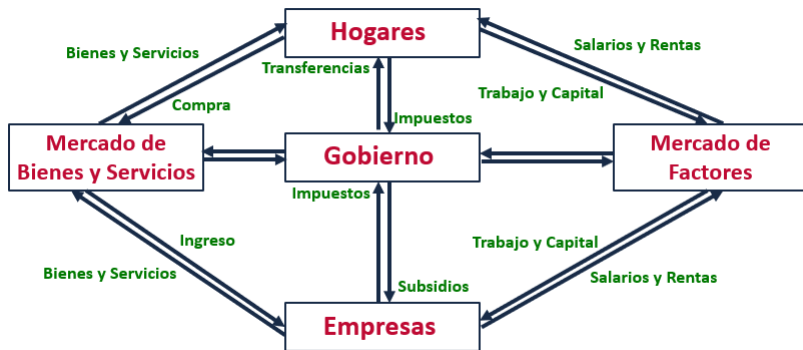 Hogares
Bienes y Servicios
Salarios y Rentas
Transferencias
Compra
Trabajo y Capital
Impuestos
Mercado de
Bienes y Servicios
Gobierno
Mercado de
Factores
Impuestos
Ingreso
Trabajo y Capital
Bienes y Servicios
Salarios y Rentas
Subsidios
Empresas